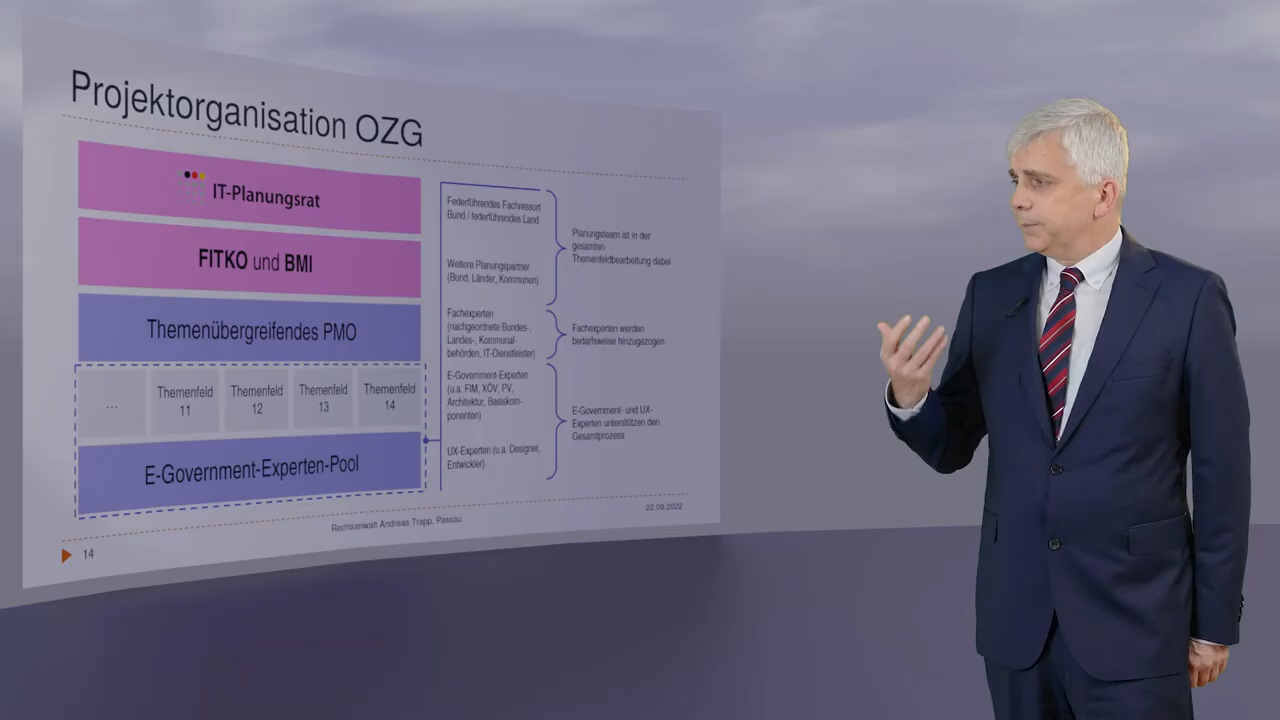 Projektorganisation OZG
IT-Planungsrat
FITKO und BMI
Themenübergreifendes PMO
...
Themenfeld
11
Themenfeld
12
Themenfeld
13
Themenfeld
14
E-Government-Experten-Pool
Federführendes Fachressort
Bund / federführendes Land
Weitere Planungspartner
(Bund, Länder, Kommunen)
Fachexperten
(nachgeordnete Bundes-,
Landes-, Kommunal-
behörden, IT-Dienstleister)
E-Government-Experten
(u.a. FIM, XÖV, PV,
Architektur, Basiskom-
ponenten)
UX-Experten (u.a. Designer,
Entwickler)
Planungsteam ist in der
gesamten
Themenfeldbearbeitung dabei
Fachexperten werden
bedarfsweise hinzugezogen
E-Government- und UX-
Experten unterstützen den
Gesamtprozess
14
Rechtsanwalt Andreas Trapp, Passau
22.09.2022